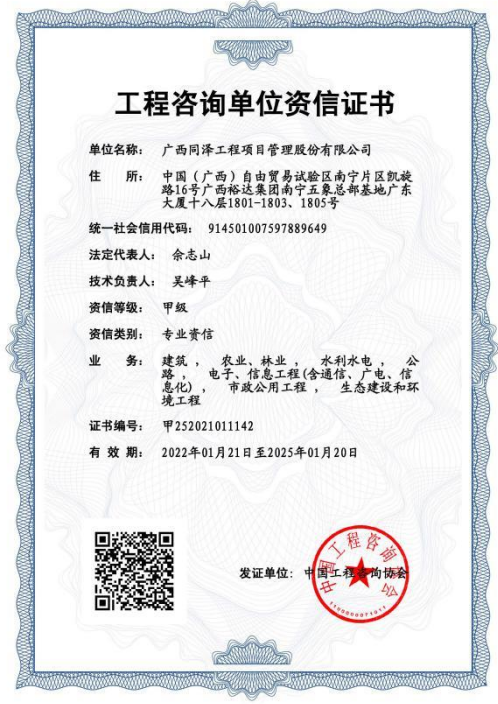 工程咨询单位资信证书
单位名称： 广西同泽工程项目管理股份有限公司
住 所： 中国（广西）自由贸易试验区南宁片区凯旋
路16号广西裕达集团南宁五象总部基地广东
大厦十八层1801-1803、1805号
统一社会信用代码： 914501007597889649
法定代表人： 余志山
技术负责人： 吴峰平
资信等级： 甲级
资信类别： 专业资信
业 务： 建筑 ， 农业、林业 ， 水利水电 ， 公
路 ， 电子、信息工程(含通信、广电、信
息化) ， 市政公用工程 ， 生态建设和环
境工程
证书编号： 甲252021011142
有 效 期： 2022年01月21日至2025年01月20日
发证单位： 中国工程咨询协会
中国工程咨询协会